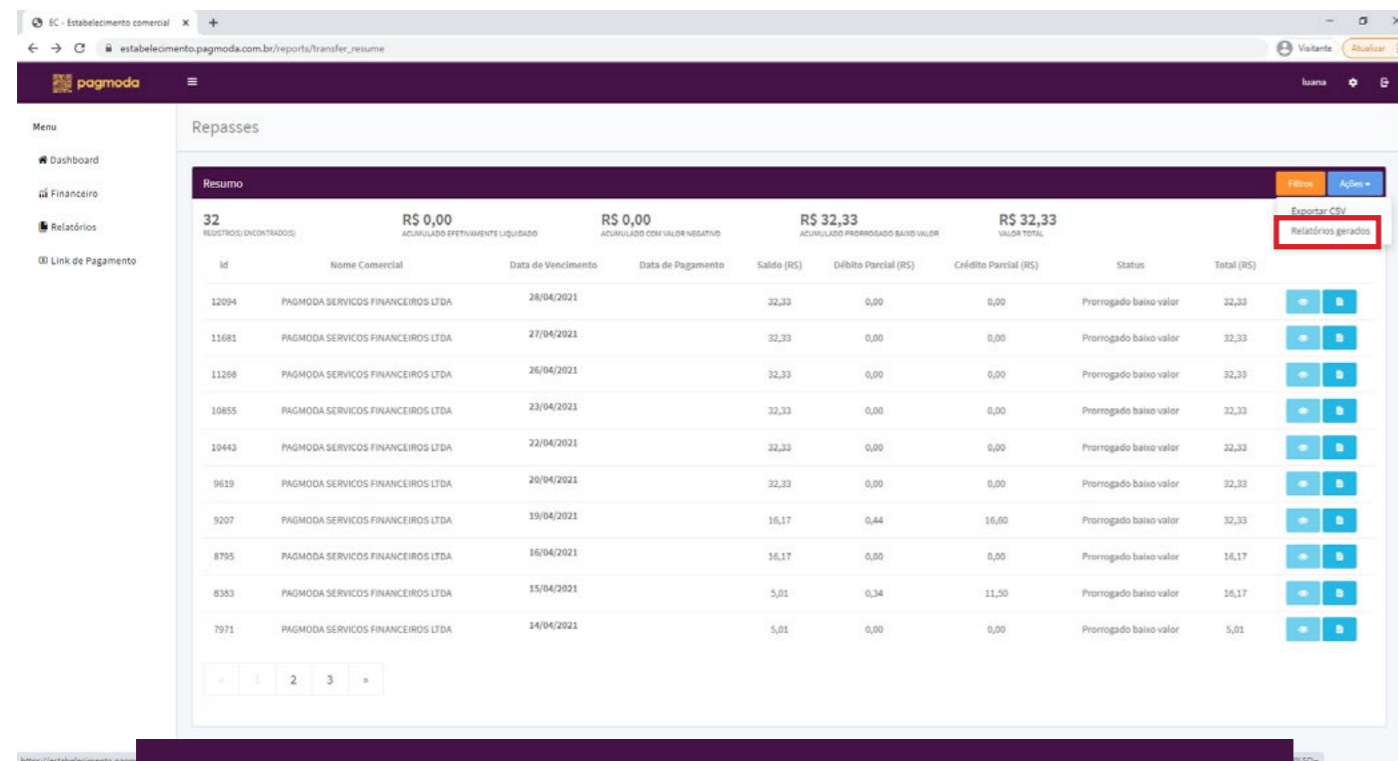 EC - Estabelecimento comercial
estabelecimento.pagmoda.com.br/reports/transfer_resume
Visitante
Atualizar
pagmoda
luana
Menu
Repasses
Dashboard
Financeiro
Relatórios
Link de Pagamento
Resumo
Filtros
Ações
Exportar CSV
Relatórios gerados
32 R$ 0,00 R$ 0,00 R$ 32,33 R$ 32,33
REGISTRO(S) ENCONTRADO(S) ACUMULADO EFETIVAMENTE LIQUIDADO ACUMULADO COM VALOR NEGATIVO ACUMULADO PRORROGADO BAIXO VALOR VALOR TOTAL
Id Nome Comercial Data de Vencimento Data de Pagamento Saldo (R$) Débito Parcial (R$) Crédito Parcial (R$) Status Total (R$)
12094 PAGMODA SERVICOS FINANCEIROS LTDA 28/04/2021 32,33 0,00 0,00 Prorrogado baixo valor 32,33
11681 PAGMODA SERVICOS FINANCEIROS LTDA 27/04/2021 32,33 0,00 0,00 Prorrogado baixo valor 32,33
11268 PAGMODA SERVICOS FINANCEIROS LTDA 26/04/2021 32,33 0,00 0,00 Prorrogado baixo valor 32,33
10855 PAGMODA SERVICOS FINANCEIROS LTDA 23/04/2021 32,33 0,00 0,00 Prorrogado baixo valor 32,33
10443 PAGMODA SERVICOS FINANCEIROS LTDA 22/04/2021 32,33 0,00 0,00 Prorrogado baixo valor 32,33
9619 PAGMODA SERVICOS FINANCEIROS LTDA 20/04/2021 32,33 0,00 0,00 Prorrogado baixo valor 32,33
9207 PAGMODA SERVICOS FINANCEIROS LTDA 19/04/2021 16,17 0,44 16,60 Prorrogado baixo valor 32,33
8795 PAGMODA SERVICOS FINANCEIROS LTDA 16/04/2021 16,17 0,00 0,00 Prorrogado baixo valor 16,17
8383 PAGMODA SERVICOS FINANCEIROS LTDA 15/04/2021 5,01 0,34 11,50 Prorrogado baixo valor 16,17
7971 PAGMODA SERVICOS FINANCEIROS LTDA 14/04/2021 5,01 0,00 0,00 Prorrogado baixo valor 5,01
« 1 2 3 »